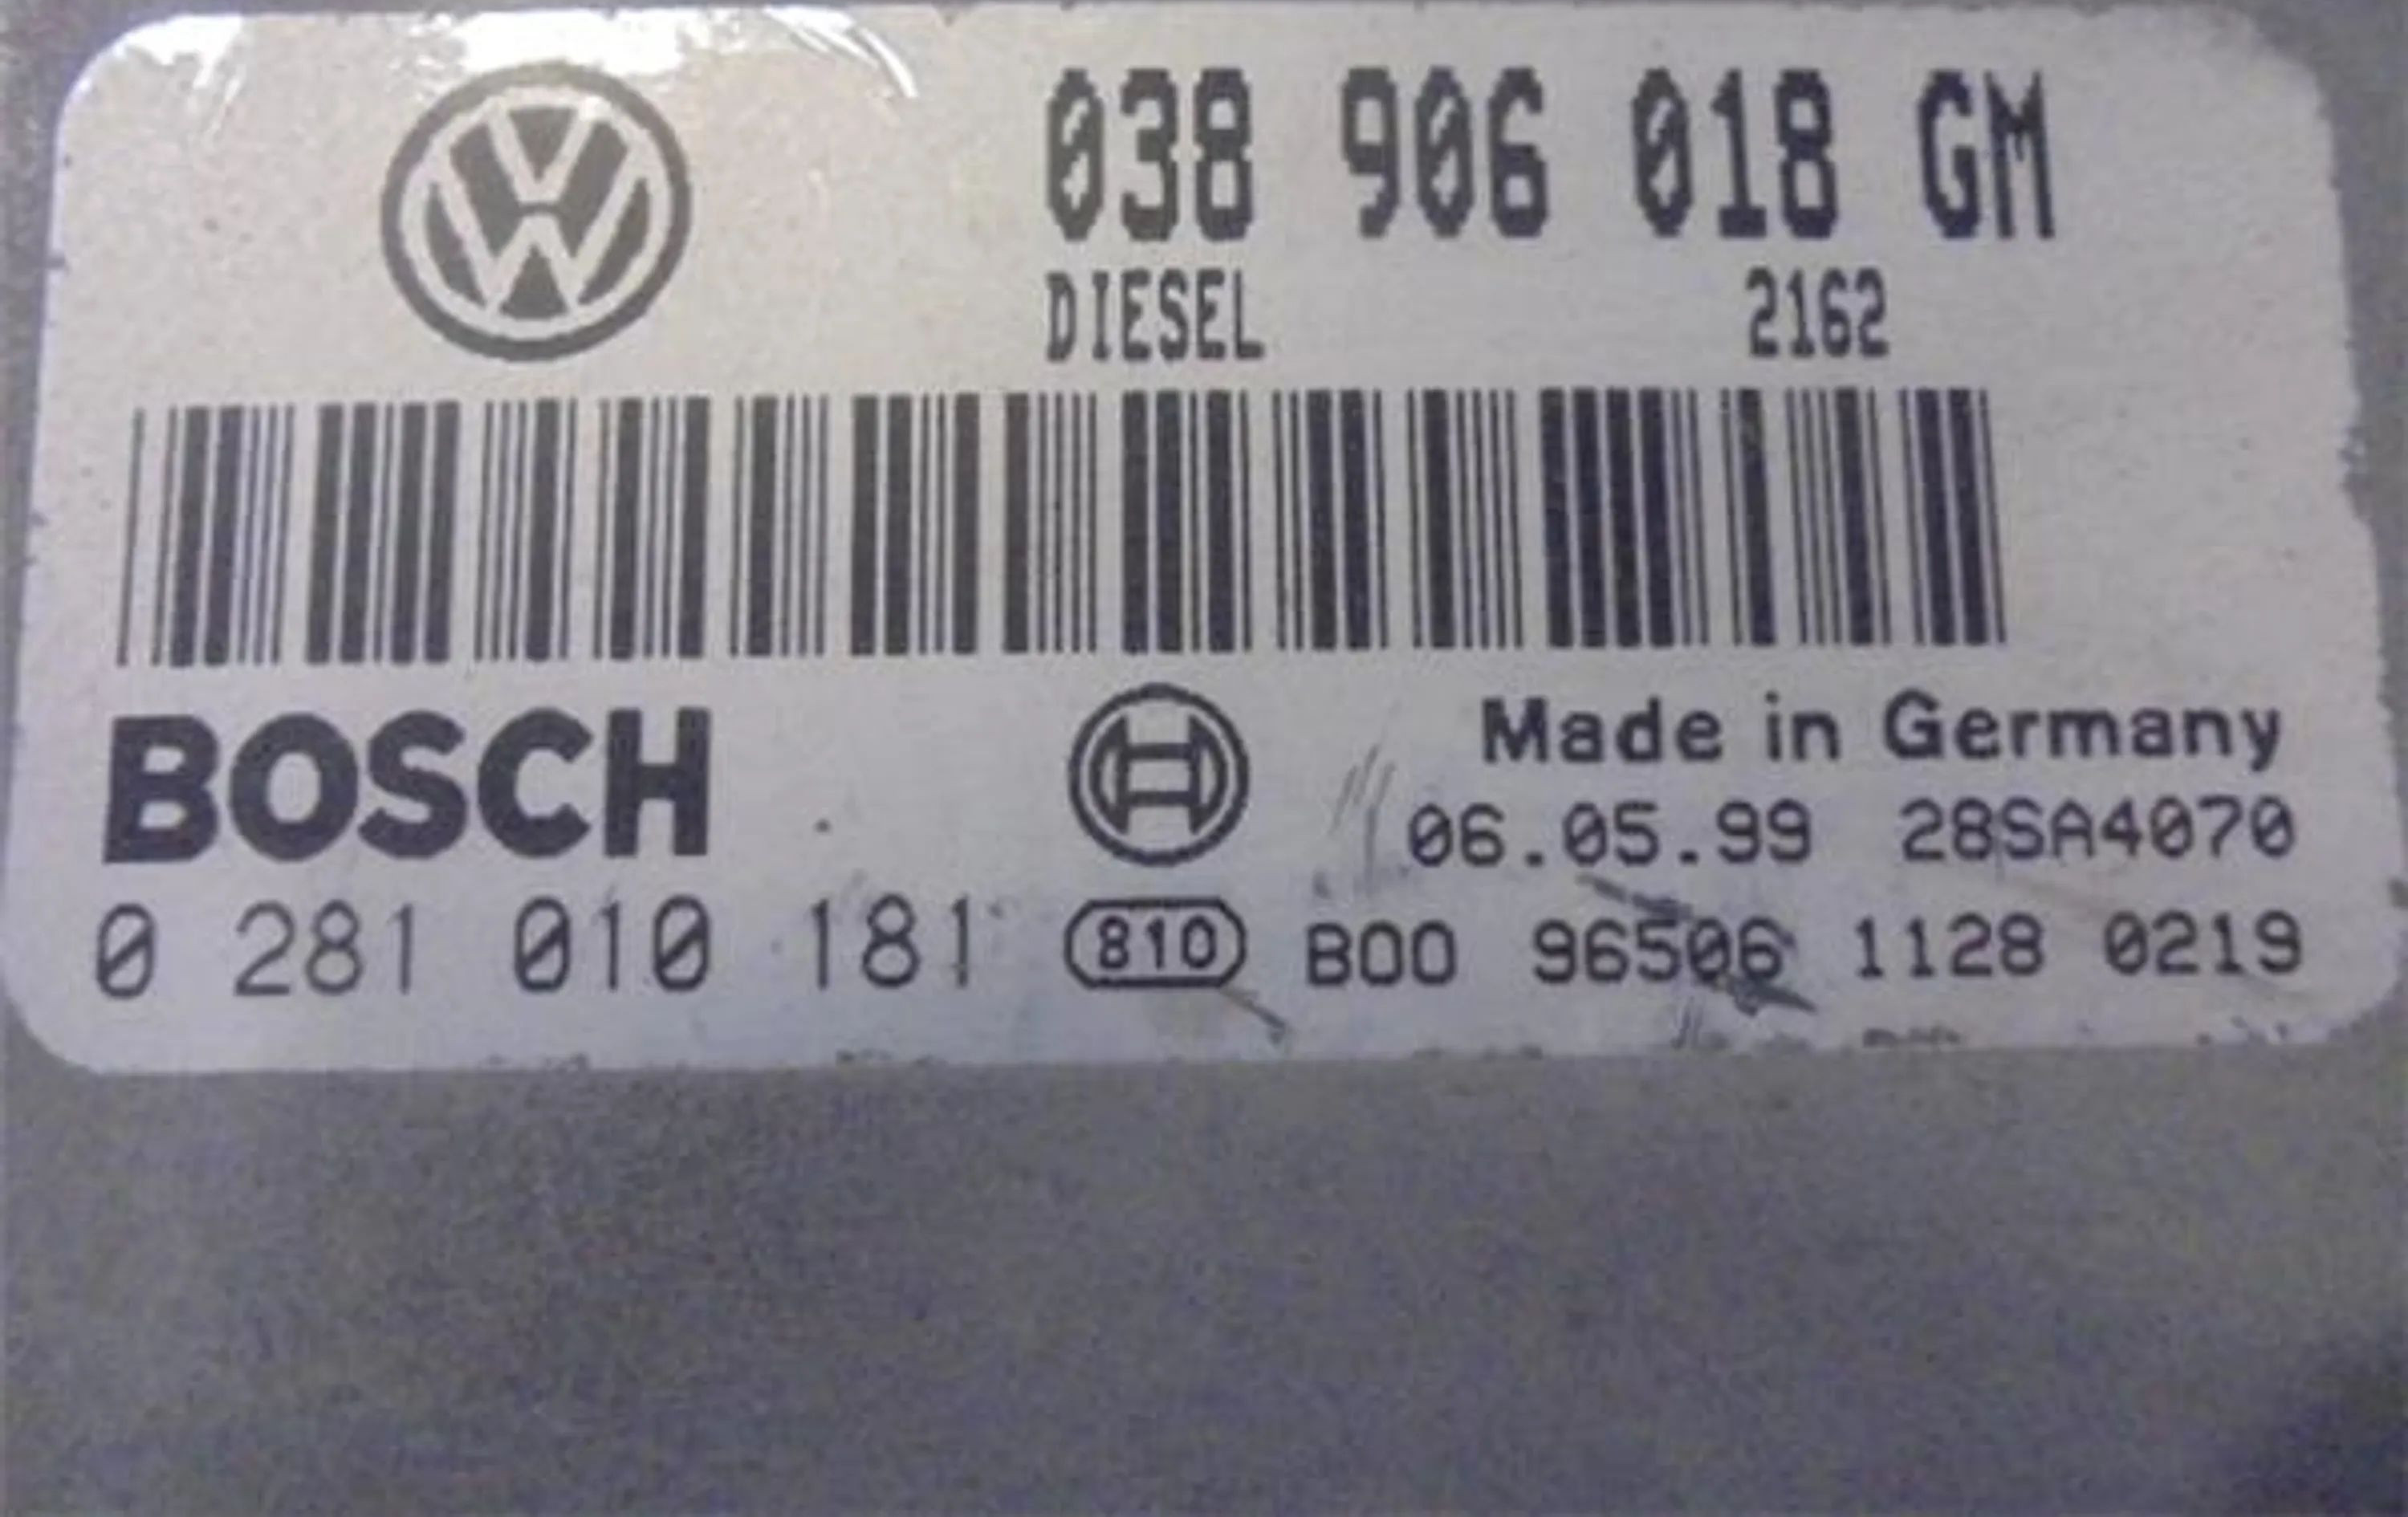 038 906 018 GM
DIESEL 2162
BOSCH
Made in Germany
06.05.99 28SA4070
0 281 010 181 810 B00 96506 1128 0219